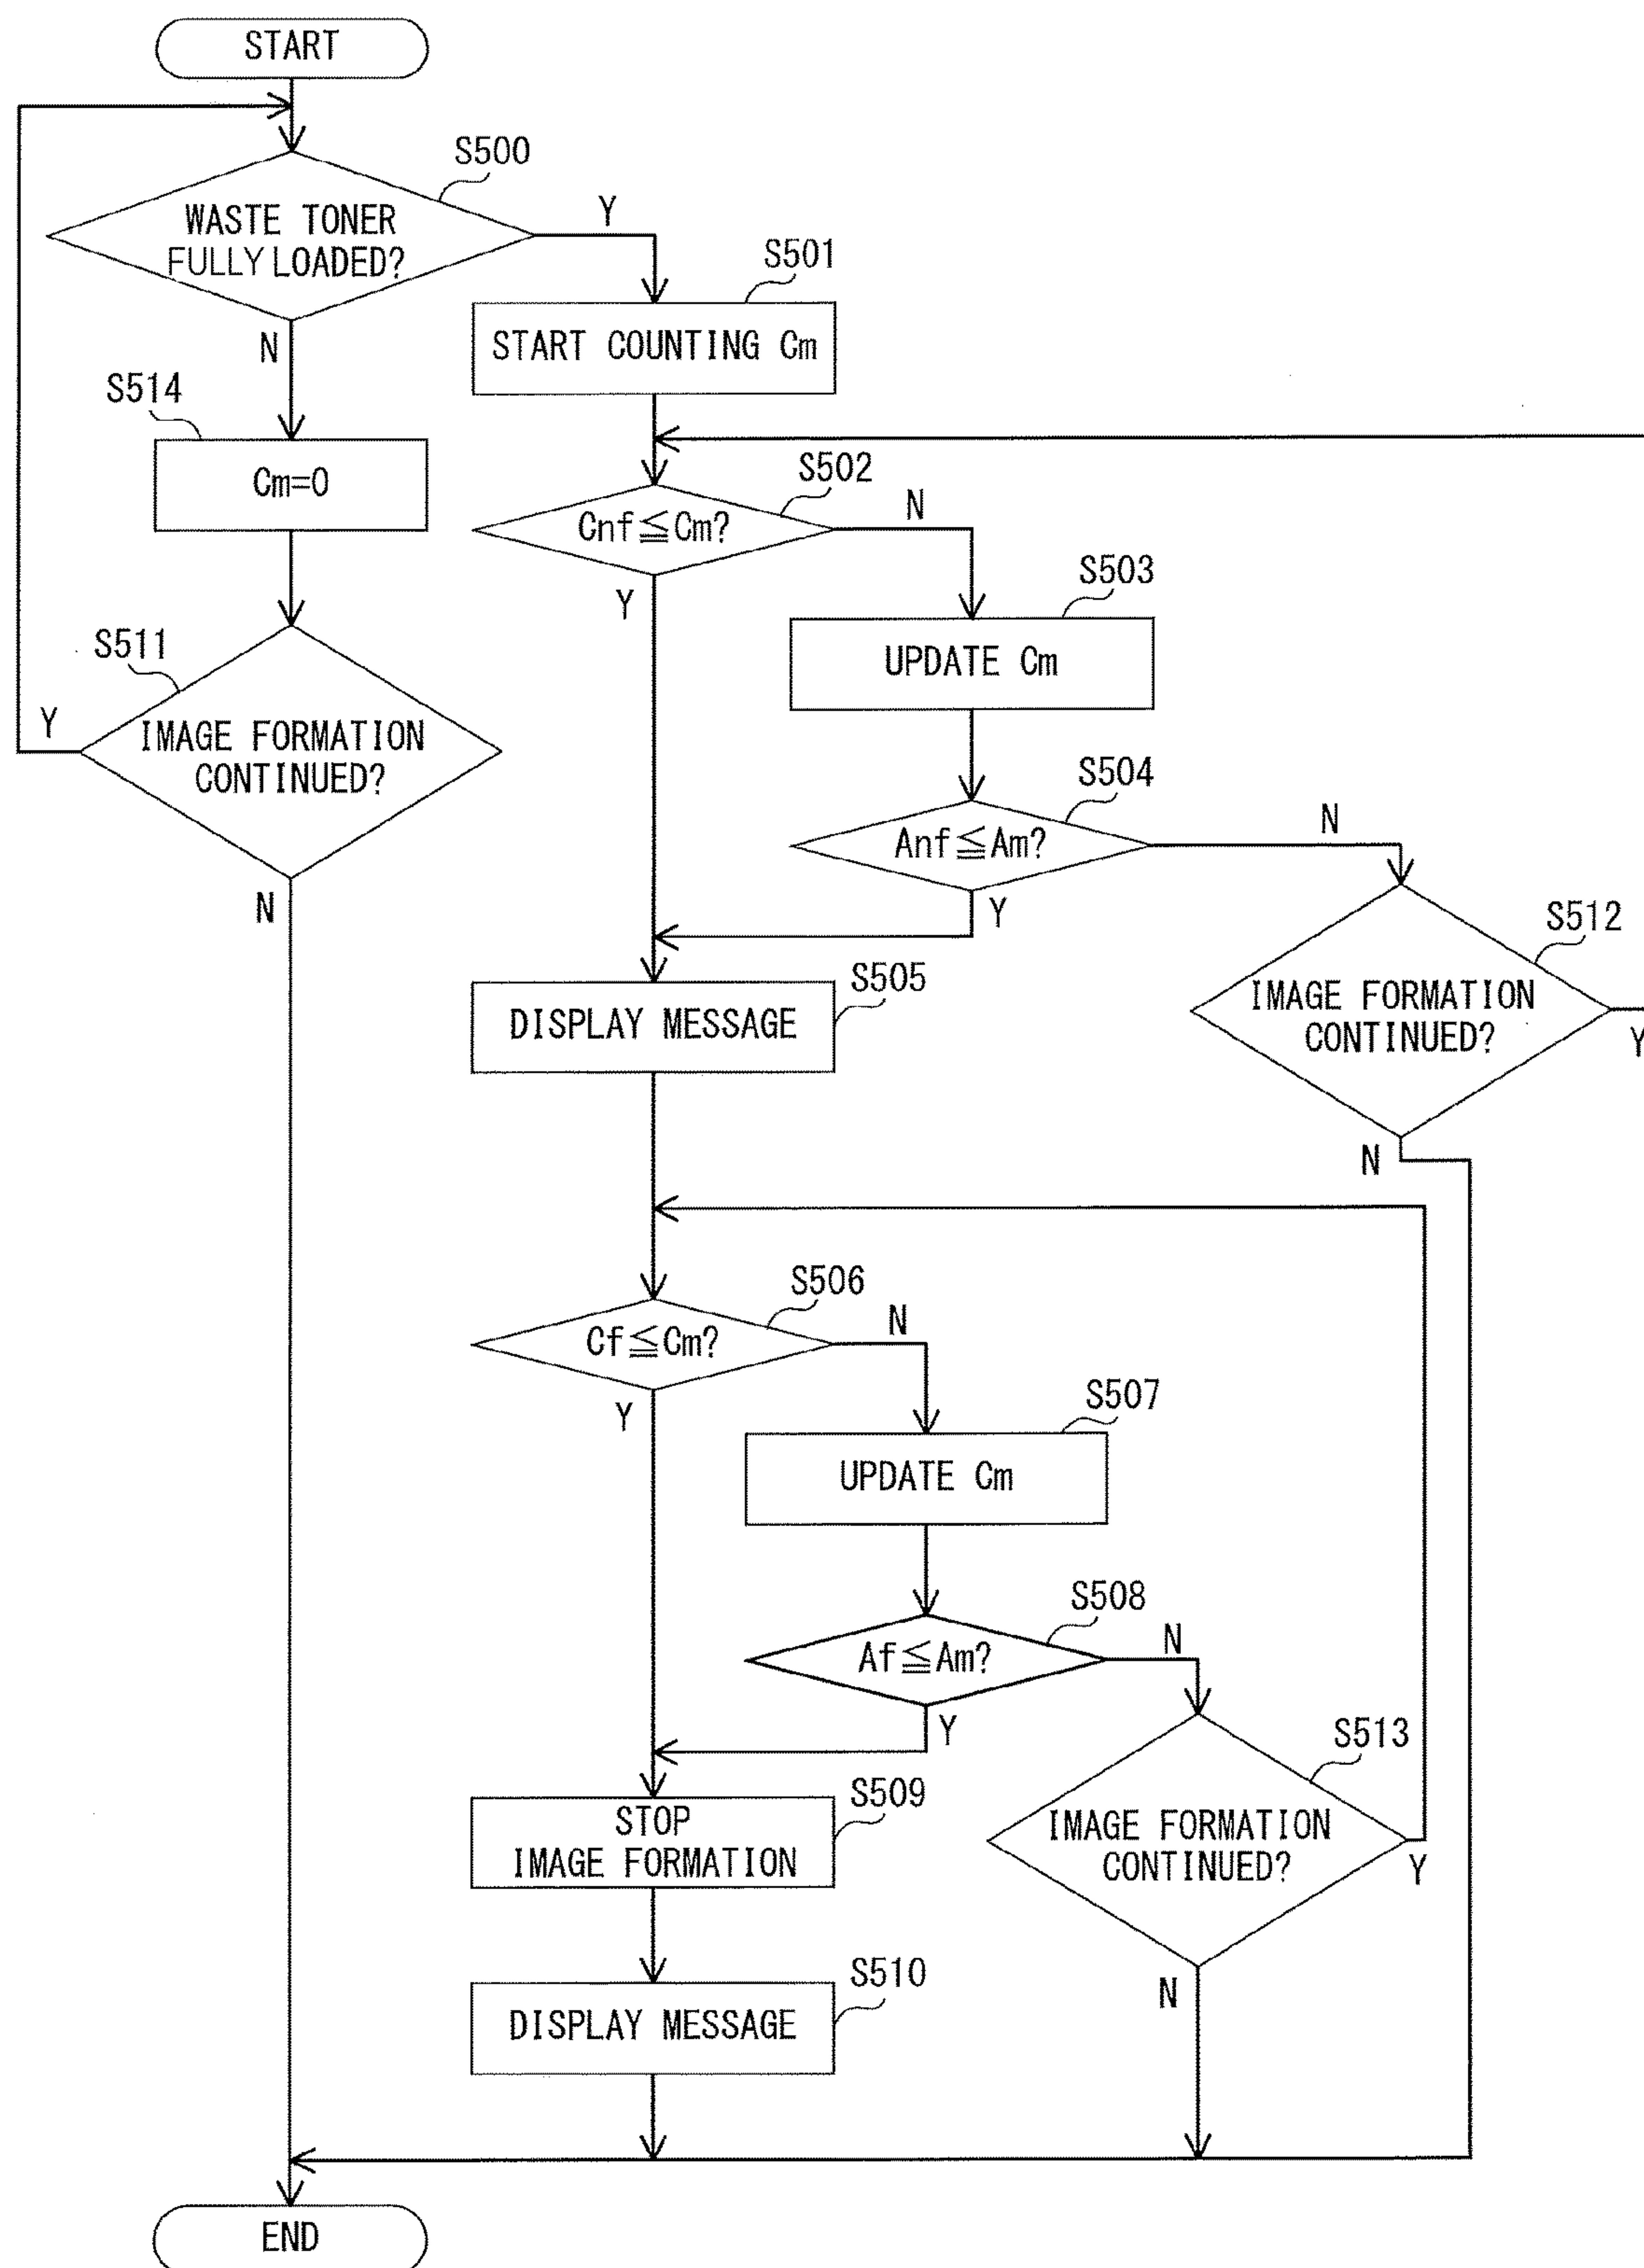 START
S500
WASTE TONER
FULLY LOADED?
Y
N
S501
START COUNTING Cm
S514
Cm=0
S502
Cnf≦Cm?
N
Y
S503
UPDATE Cm
S511
IMAGE FORMATION
CONTINUED?
Y
N
S504
Anf≦Am?
N
Y
S512
IMAGE FORMATION
CONTINUED?
Y
N
S505
DISPLAY MESSAGE
S506
Cf≦Cm?
N
Y
S507
UPDATE Cm
S508
Af≦Am?
N
Y
S513
IMAGE FORMATION
CONTINUED?
Y
N
S509
STOP
IMAGE FORMATION
S510
DISPLAY MESSAGE
END